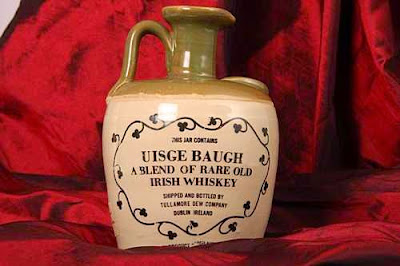 THIS JAR CONTAINS
UISGE BAUGH
A BLEND OF RARE OLD
IRISH WHISKEY
SHIPPED AND BOTTLED BY
TULLAMORE DEW COMPANY
DUBLIN IRELAND